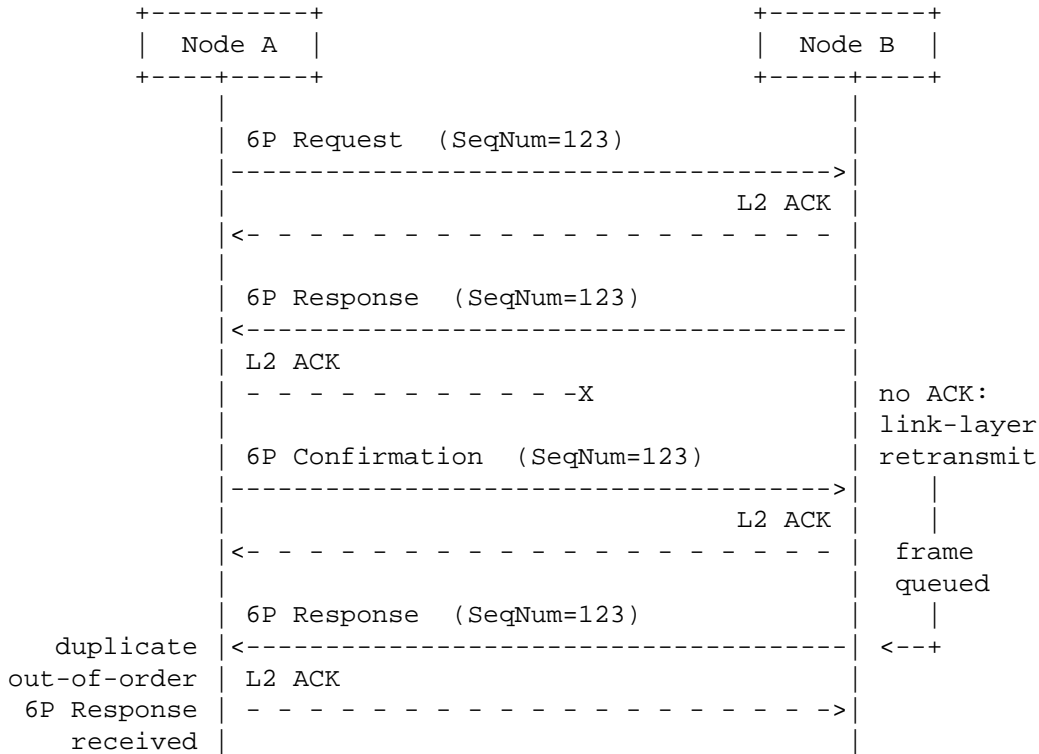 Node A Node B
6P Request (SeqNum=123)
L2 ACK
6P Response (SeqNum=123)
L2 ACK
X no ACK:
link-layer
6P Confirmation (SeqNum=123) retransmit
L2 ACK
frame
queued
6P Response (SeqNum=123)
duplicate
out-of-order L2 ACK
6P Response
received